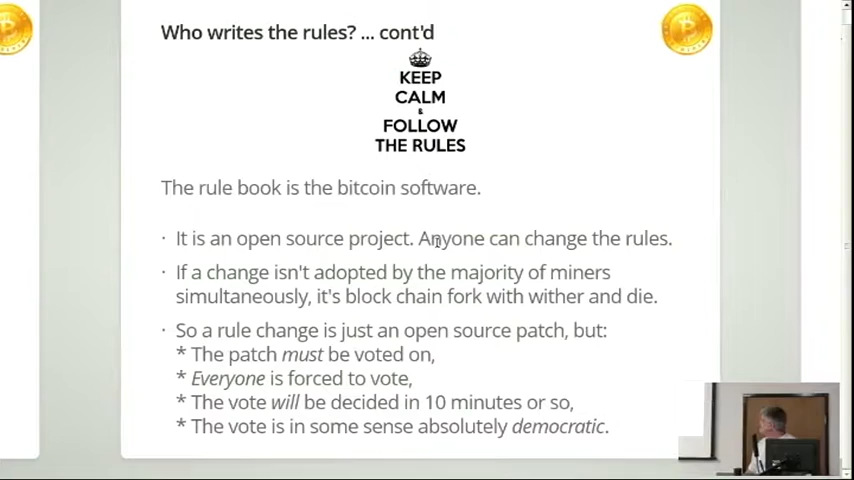 Who writes the rules? ... cont'd
KEEP
CALM
&
FOLLOW
THE RULES
The rule book is the bitcoin software.
· It is an open source project. Anyone can change the rules.
· If a change isn't adopted by the majority of miners
simultaneously, it's block chain fork with wither and die.
· So a rule change is just an open source patch, but:
* The patch must be voted on,
* Everyone is forced to vote,
* The vote will be decided in 10 minutes or so,
* The vote is in some sense absolutely democratic.